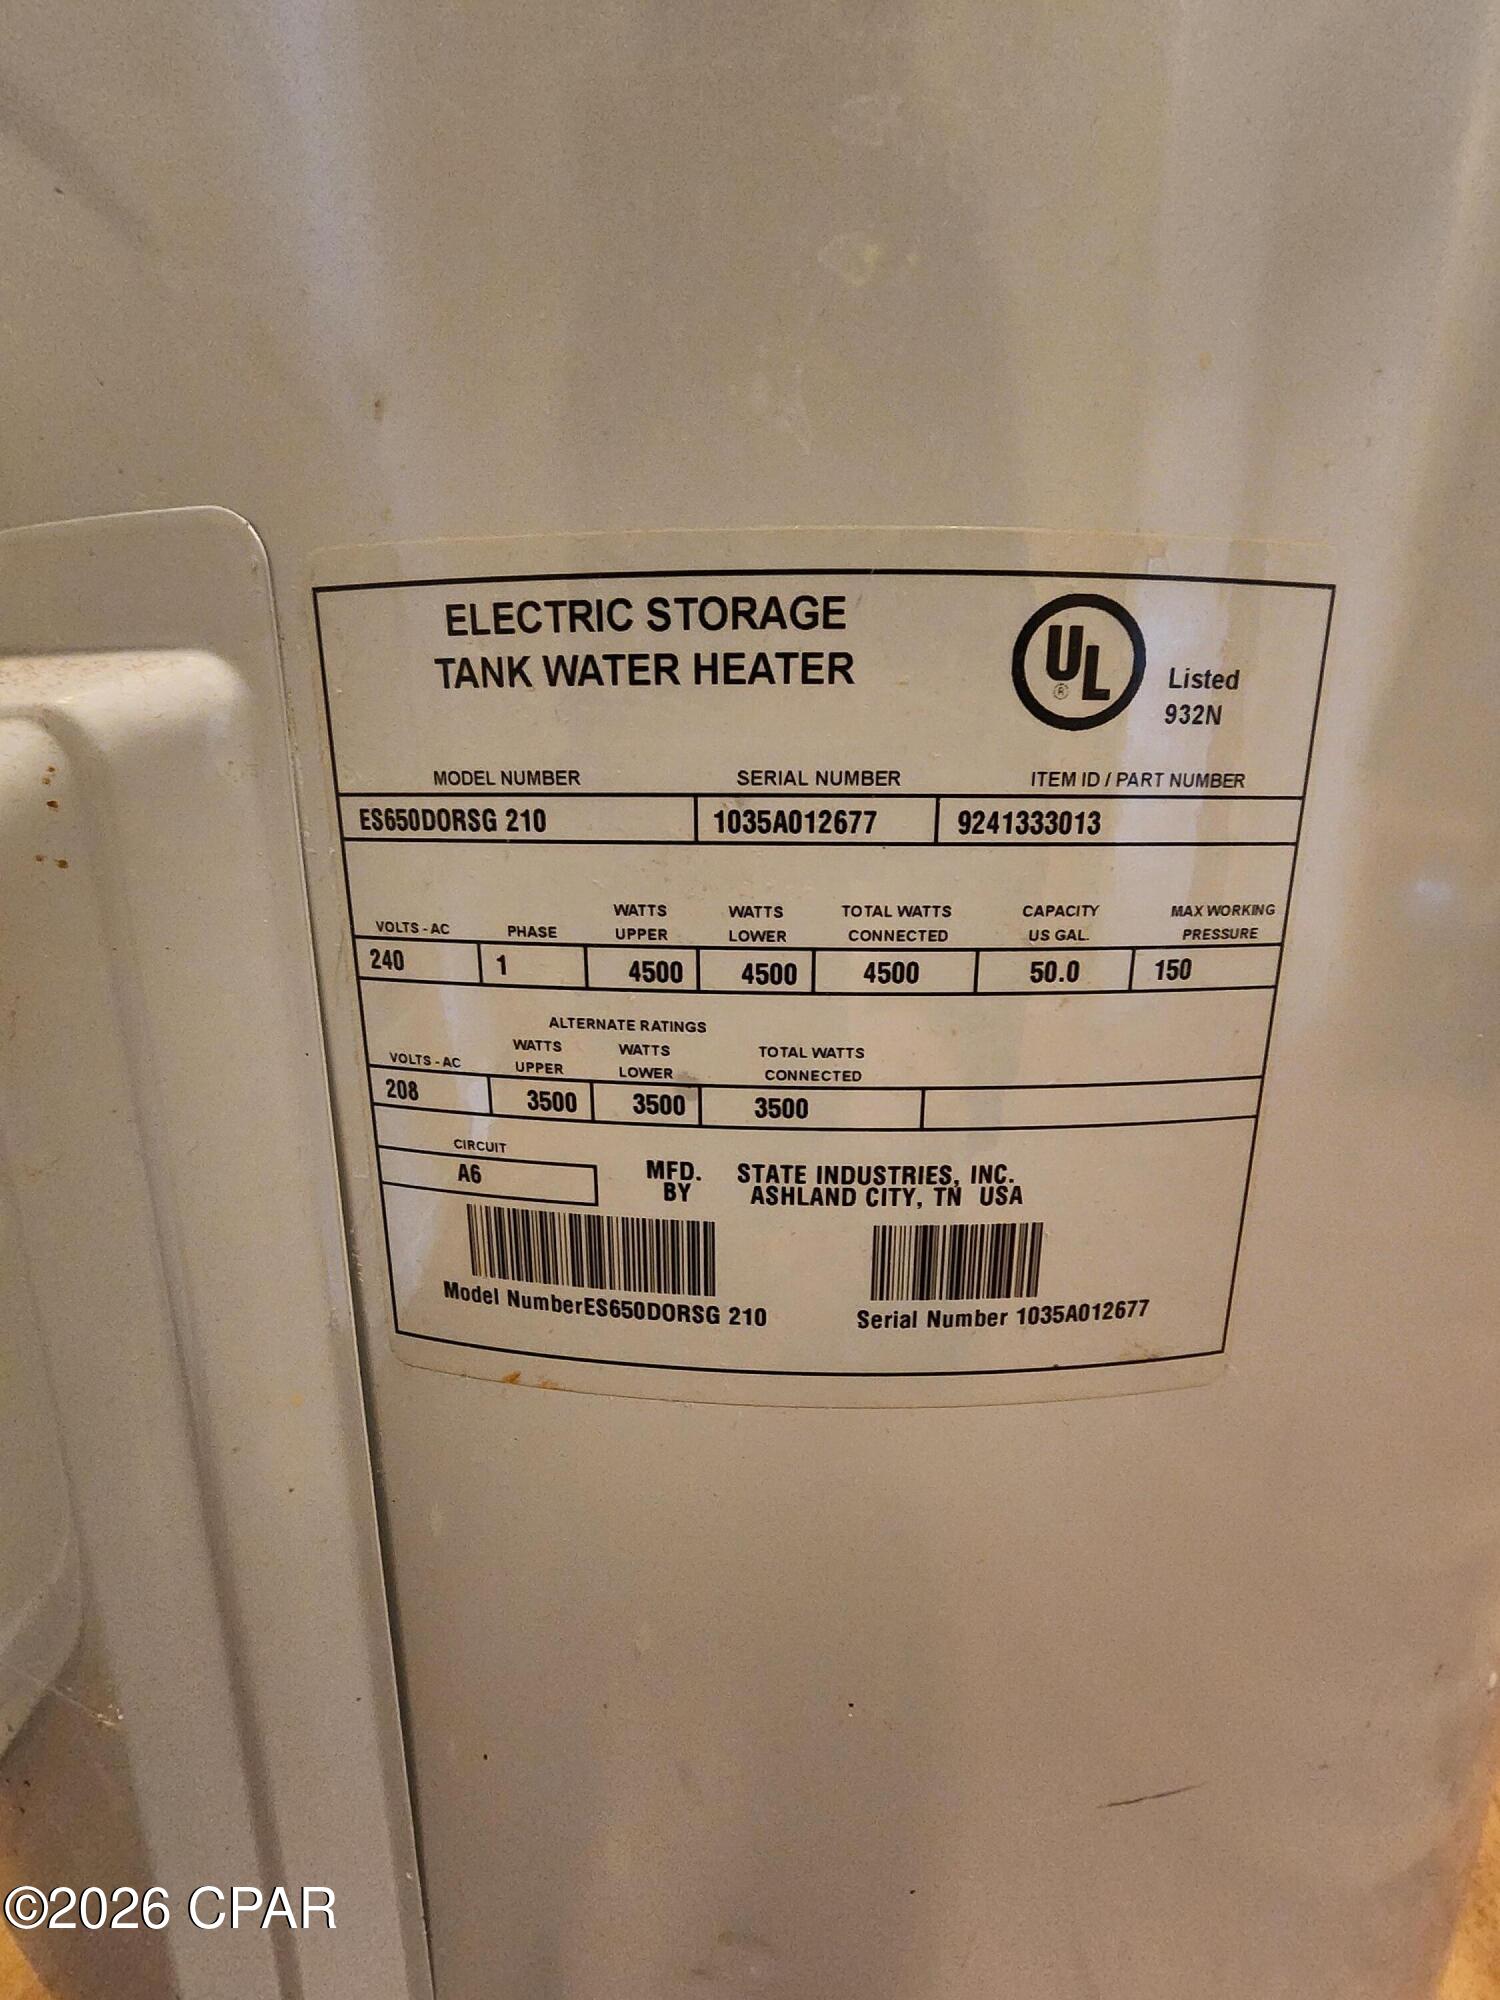 ELECTRIC STORAGE
TANK WATER HEATER
UL
®
Listed
932N
MODEL NUMBER SERIAL NUMBER ITEM ID / PART NUMBER
ES650DORSG 210 1035A012677 9241333013
VOLTS - AC PHASE WATTS UPPER WATTS LOWER TOTAL WATTS CONNECTED CAPACITY US GAL. MAX WORKING PRESSURE
240 1 4500 4500 4500 50.0 150
ALTERNATE RATINGS
VOLTS - AC WATTS UPPER WATTS LOWER TOTAL WATTS CONNECTED
208 3500 3500 3500
CIRCUIT
A6
MFD. BY STATE INDUSTRIES, INC.
ASHLAND CITY, TN USA
Model NumberES650DORSG 210 Serial Number 1035A012677
©2026 CPAR